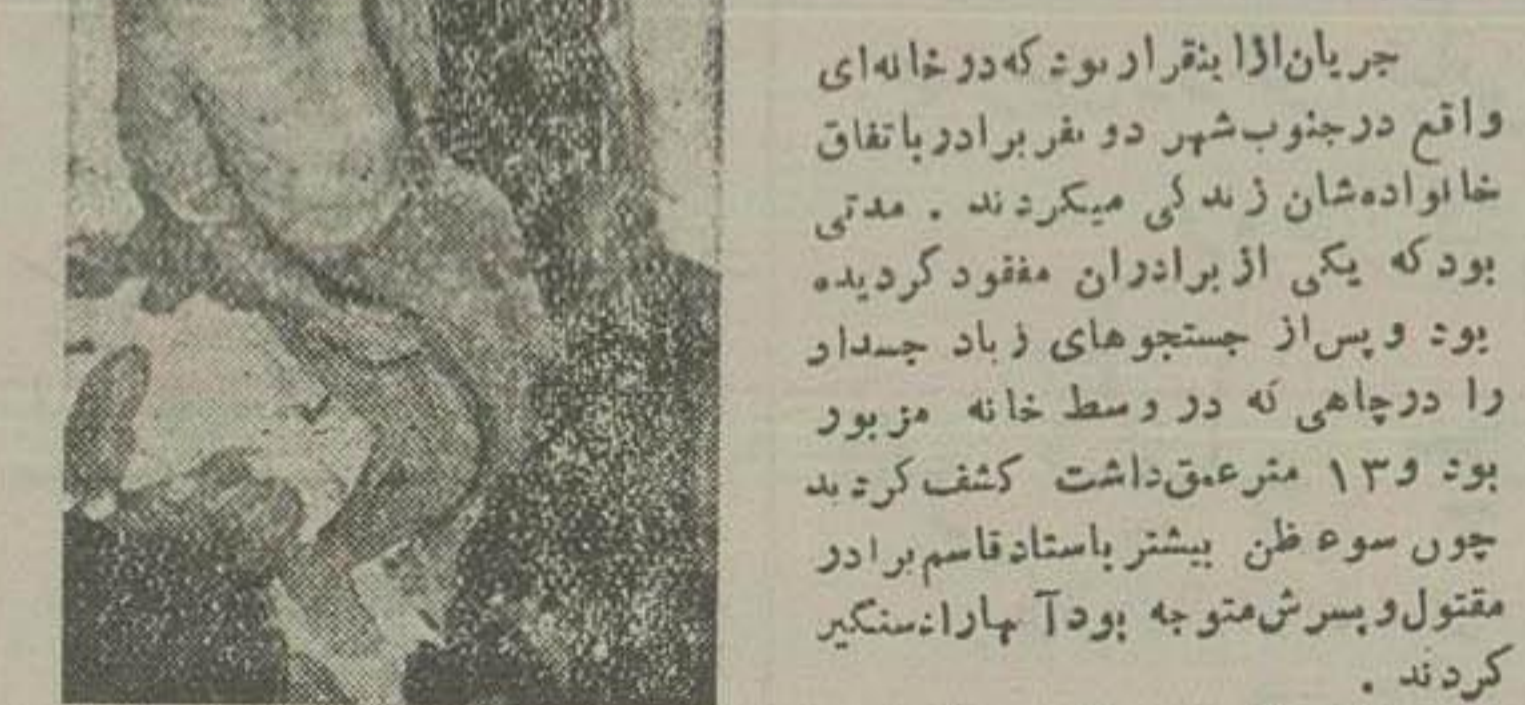 جریان ازاینقرار بود که در خانه‌ای
واقع در جنوب شهر دو نفر برادر باتفاق
خانواده‌شان زندگی میکردند . مدتی
بود که یکی از برادران مفقود گردیده
بود و پس از جستجوهای زیاد جسد او
را در چاهی که در وسط خانه مزبور
بود و ۱۳ متر عمق داشت کشف کردند
چون سوء ظن بیشتر باستاد قاسم برادر
مقتول و پسرش متوجه بود آنها را دستگیر
کردند .